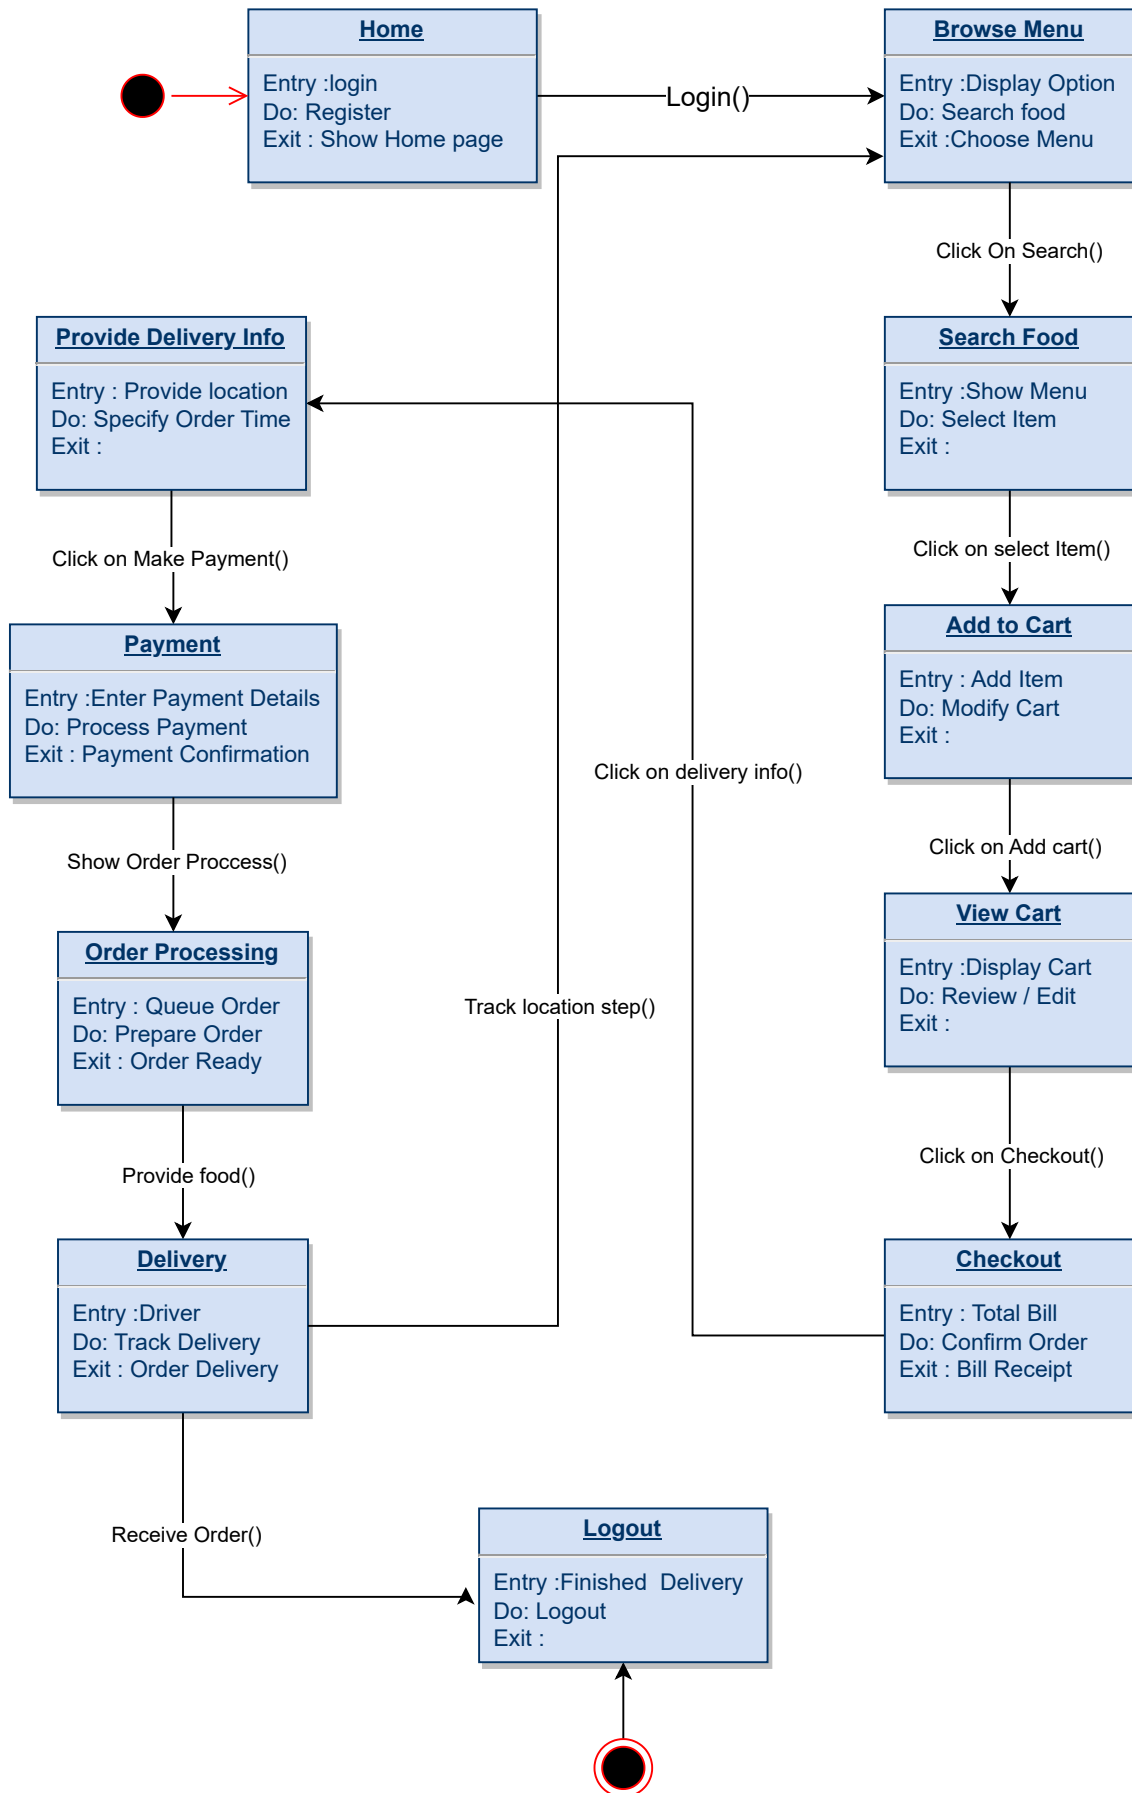 Home
Entry :login
Do: Register
Exit : Show Home page
Login()
Browse Menu
Entry :Display Option
Do: Search food
Exit :Choose Menu
Click On Search()
Search Food
Entry :Show Menu
Do: Select Item
Exit :
Click on select Item()
Add to Cart
Entry : Add Item
Do: Modify Cart
Exit :
Click on Add cart()
View Cart
Entry :Display Cart
Do: Review / Edit
Exit :
Click on Checkout()
Checkout
Entry : Total Bill
Do: Confirm Order
Exit : Bill Receipt
Click on delivery info()
Provide Delivery Info
Entry : Provide location
Do: Specify Order Time
Exit :
Click on Make Payment()
Payment
Entry :Enter Payment Details
Do: Process Payment
Exit : Payment Confirmation
Show Order Proccess()
Order Processing
Entry : Queue Order
Do: Prepare Order
Exit : Order Ready
Provide food()
Delivery
Entry :Driver
Do: Track Delivery
Exit : Order Delivery
Track location step()
Receive Order()
Logout
Entry :Finished  Delivery
Do: Logout
Exit :